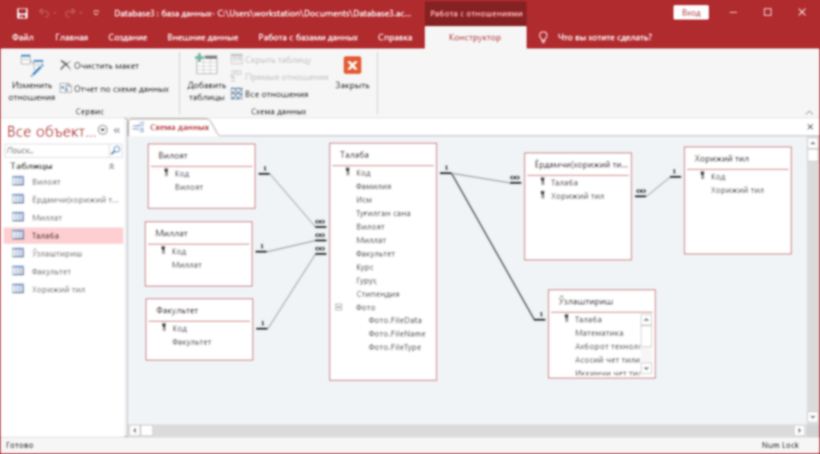 Database3 : база данных- C:\Users\workstation\Documents\Database3.ac...
Работа с отношениями
Вход
Файл Главная Создание Внешние данные Работа с базами данных Справка Конструктор Что вы хотите сделать?
Изменить отношения
Очистить макет
Отчет по схеме данных
Сервис
Добавить таблицы
Скрыть таблицу
Прямые отношения
Все отношения
Закрыть
Схема данных
Все объект...
Поиск...
Таблицы
Вилоят
Ёрдамчи(хорижий т...
Миллат
Талаба
Ўзлаштириш
Факультет
Хорижий тил
Схема данных
Вилоят
Код
Вилоят
Миллат
Код
Миллат
Факультет
Код
Факультет
1
1
1
∞
∞
∞
Талаба
Код
Фамилия
Исм
Туғилган сана
Вилоят
Миллат
Факультет
Курс
Гуруҳ
Стипендия
Фото
Фото.FileData
Фото.FileName
Фото.FileType
1
∞
Ёрдамчи(хорижий ти...
Талаба
Хорижий тил
∞
1
Хорижий тил
Код
Хорижий тил
1
Ўзлаштириш
Талаба
Математика
Ахборот технол
Асосий чет тили
Иккинчи чет тил
Готово
Num Lock